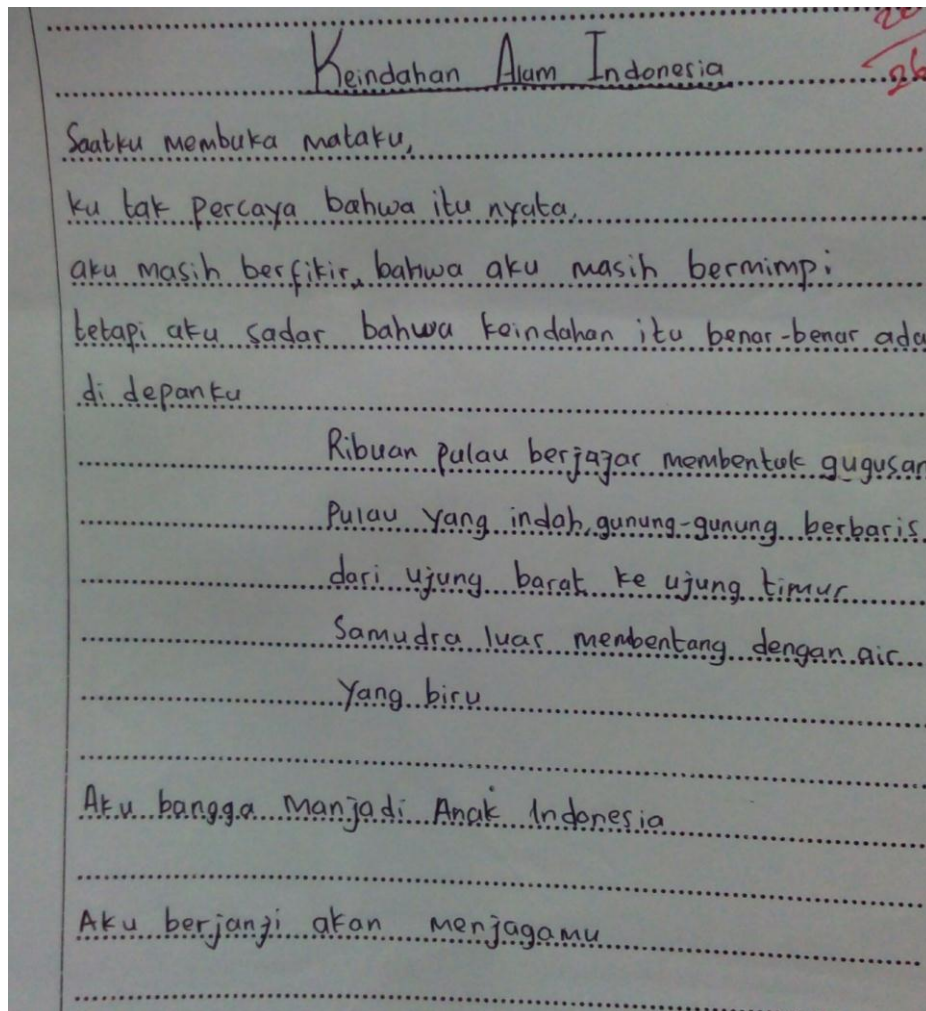 Keindahan Alam Indonesia
26
Saatku membuka mataku,
ku tak percaya bahwa itu nyata,
aku masih berfikir, bahwa aku masih bermimpi
tetapi aku sadar bahwa keindahan itu benar-benar ada
di depanku
Ribuan pulau berjajar membentuk gugusan
Pulau yang indah, gunung-gunung berbaris
dari ujung barat ke ujung timur
Samudra luas membentang dengan air
Yang biru
Aku bangga Manjadi Anak Indonesia
Aku berjanji akan menjagamu